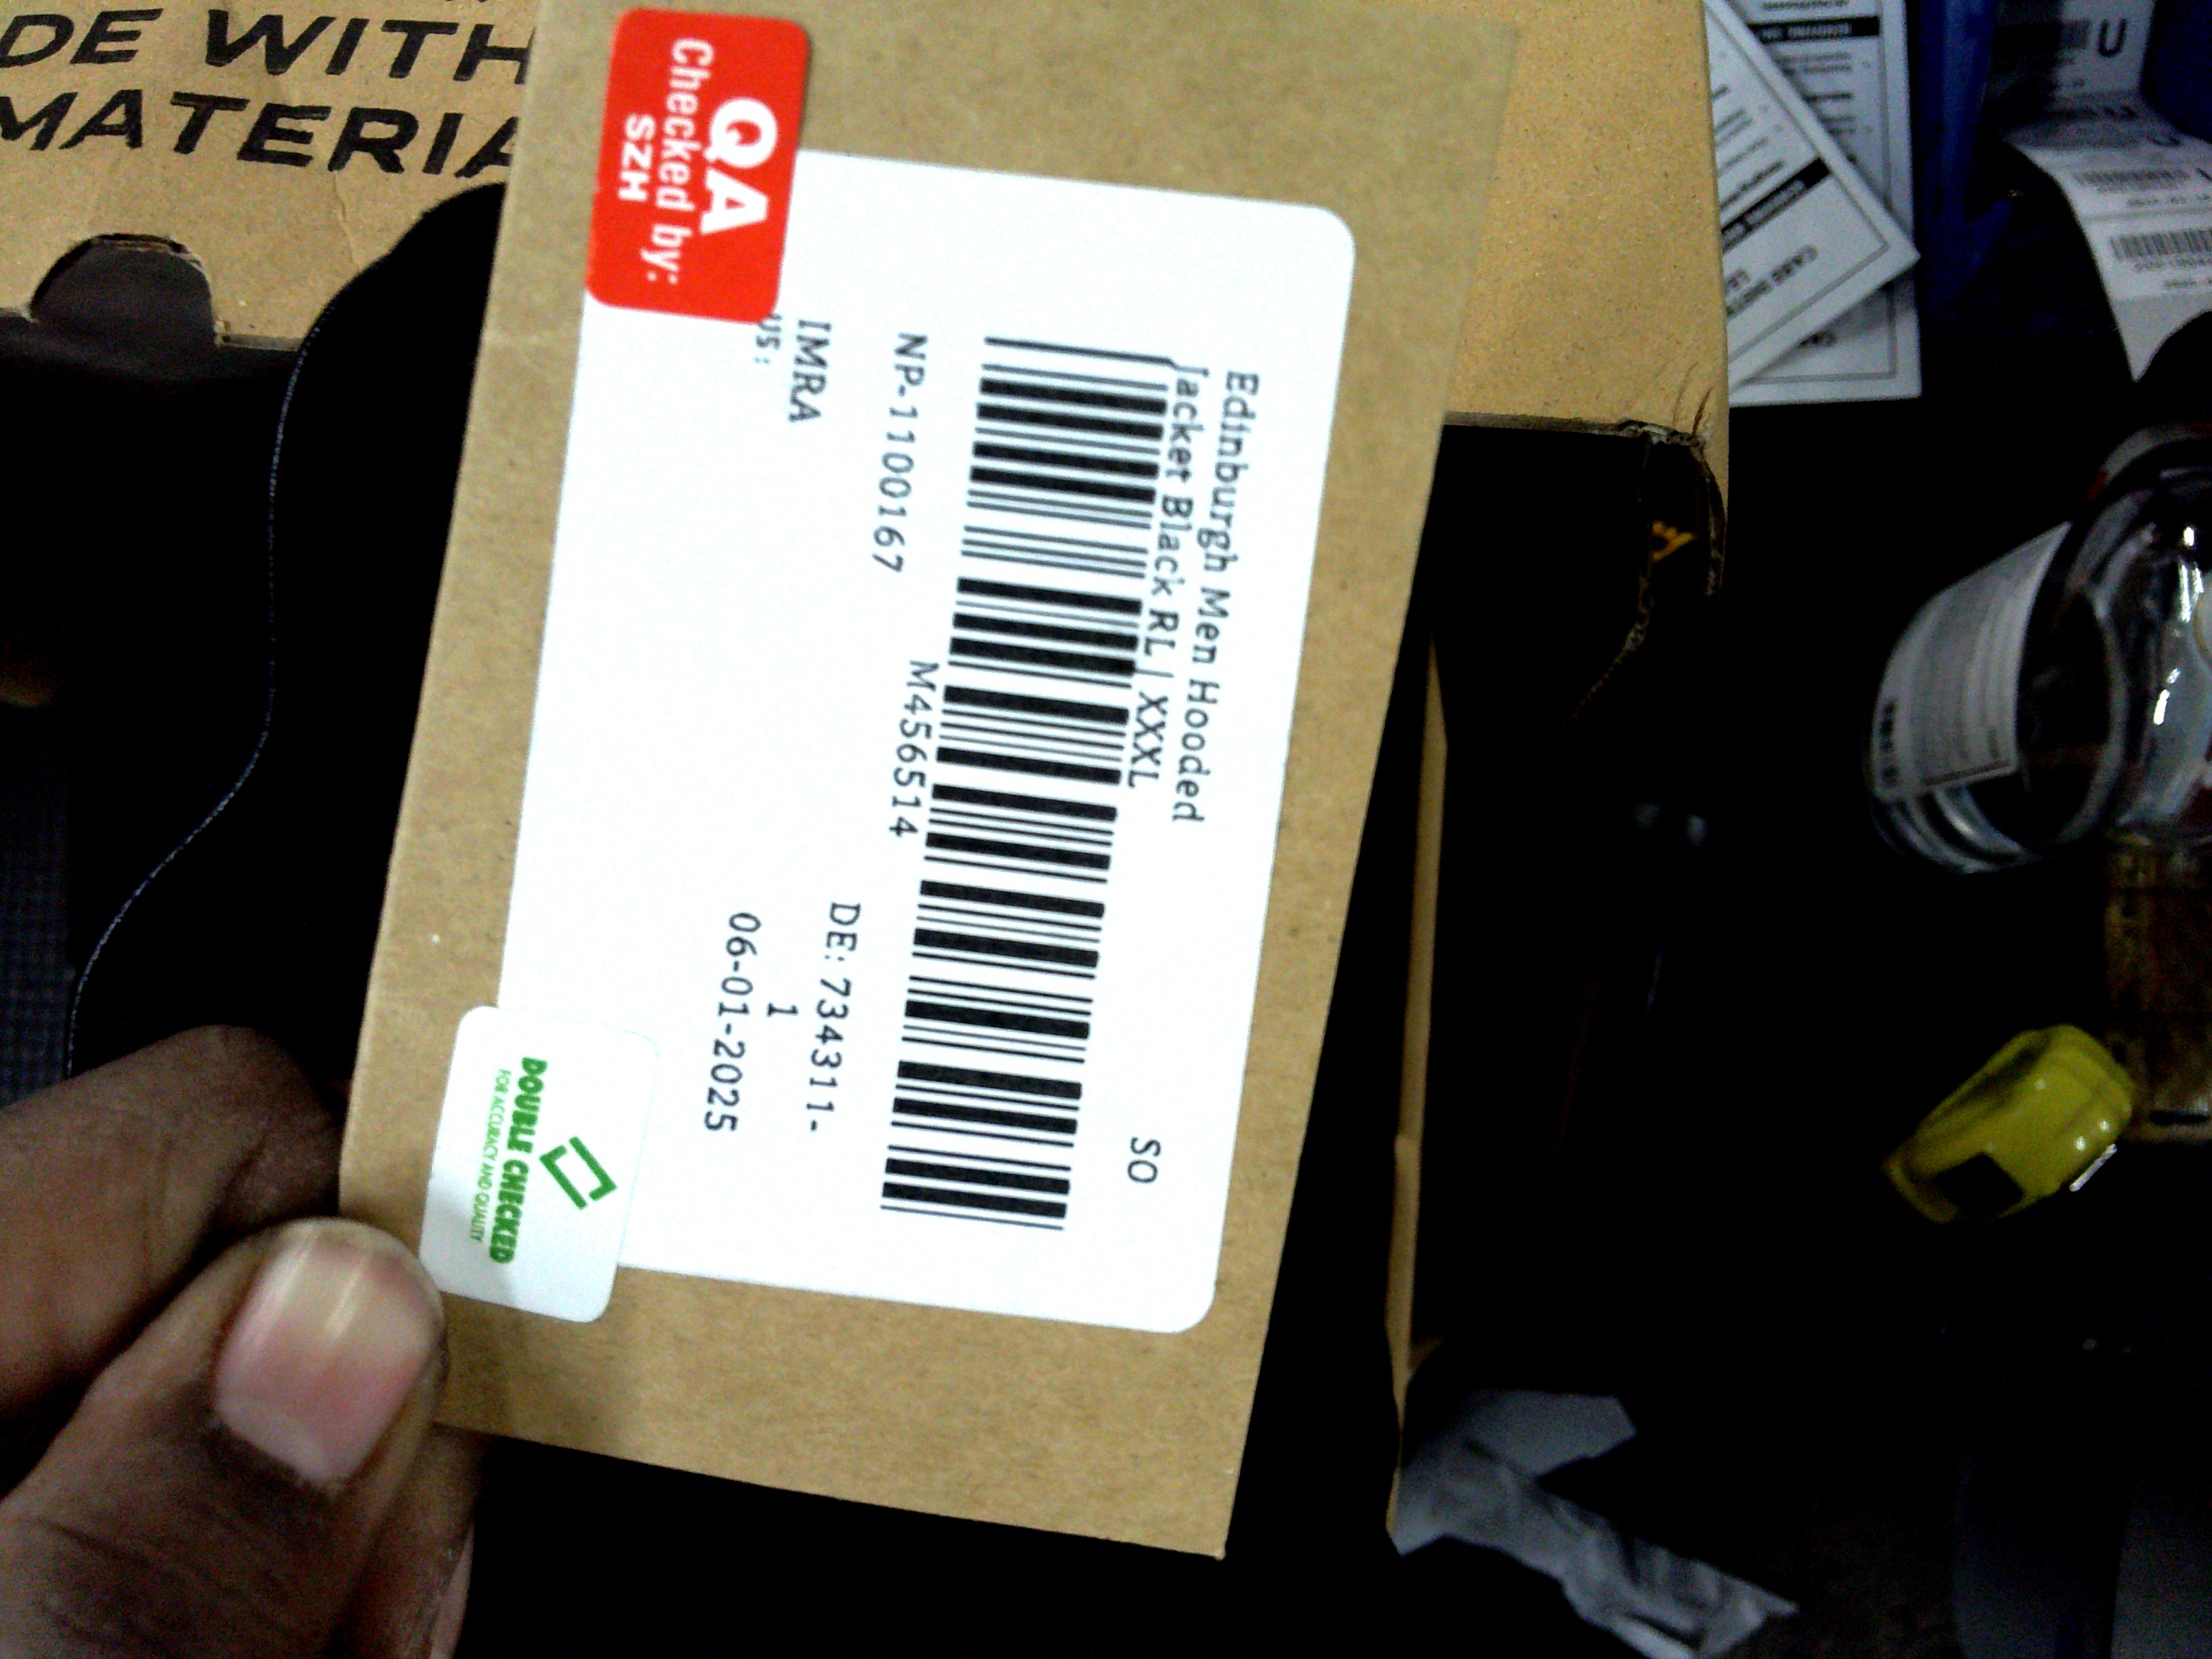 DE WITH
MATERIA
QA
Checked by:
SZH
Edinburgh Men Hooded
Jacket Black RL | XXXL
SO
NP-1100167
M456514
IMRA
DE: 734311-
1
US:
06-01-2025
DOUBLE CHECKED
FOR ACCURACY AND QUALITY
U